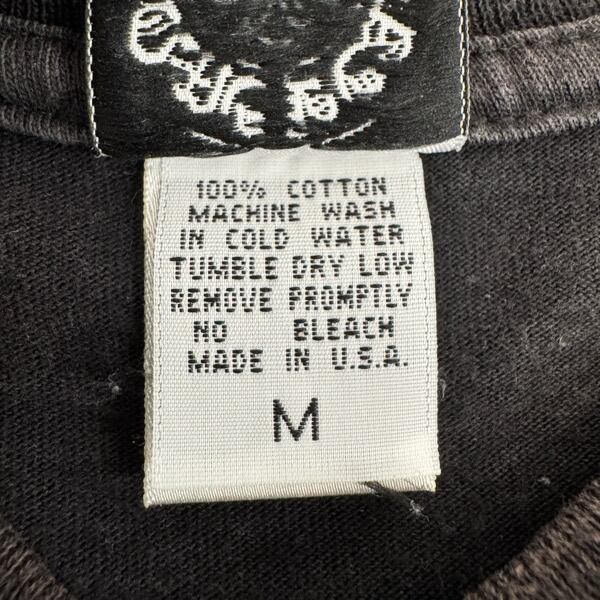 100% COTTON
MACHINE WASH
IN COLD WATER
TUMBLE DRY LOW
REMOVE PROMPTLY
NO BLEACH
MADE IN U.S.A.
M